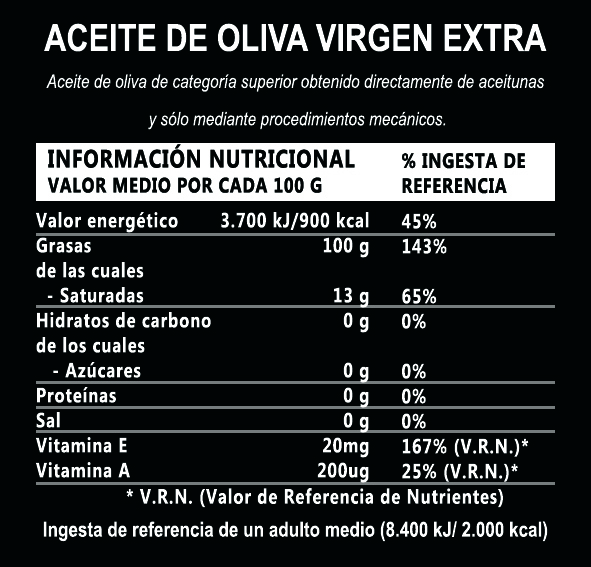 ACEITE DE OLIVA VIRGEN EXTRA
Aceite de oliva de categoría superior obtenido directamente de aceitunas
y sólo mediante procedimientos mecánicos.
INFORMACIÓN NUTRICIONAL % INGESTA DE
VALOR MEDIO POR CADA 100 G REFERENCIA
Valor energético 3.700 kJ/900 kcal 45%
Grasas 100 g 143%
de las cuales
- Saturadas 13 g 65%
Hidratos de carbono 0 g 0%
de los cuales
- Azúcares 0 g 0%
Proteínas 0 g 0%
Sal 0 g 0%
Vitamina E 20mg 167% (V.R.N.)*
Vitamina A 200ug 25% (V.R.N.)*
* V.R.N. (Valor de Referencia de Nutrientes)
Ingesta de referencia de un adulto medio (8.400 kJ/ 2.000 kcal)